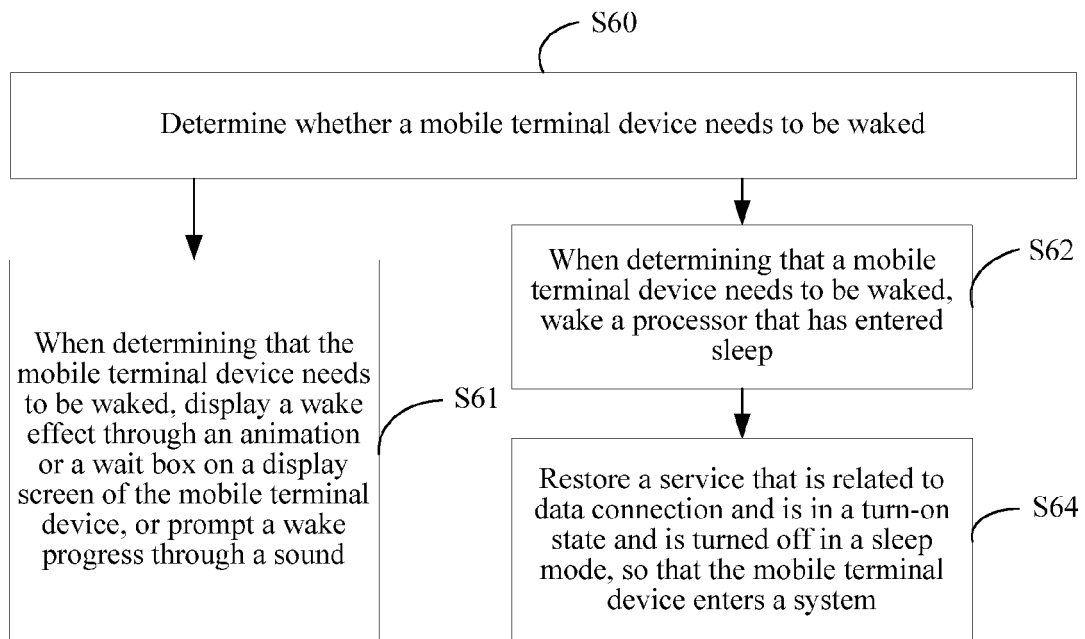 S60
Determine whether a mobile terminal device needs to be waked
When determining that the
mobile terminal device needs
to be waked, display a wake
effect through an animation
or a wait box on a display
screen of the mobile terminal
device, or prompt a wake
progress through a sound
S61
When determining that a mobile
terminal device needs to be waked,
wake a processor that has entered
sleep
S62
Restore a service that is related to
data connection and is in a turn-on
state and is turned off in a sleep
mode, so that the mobile terminal
device enters a system
S64